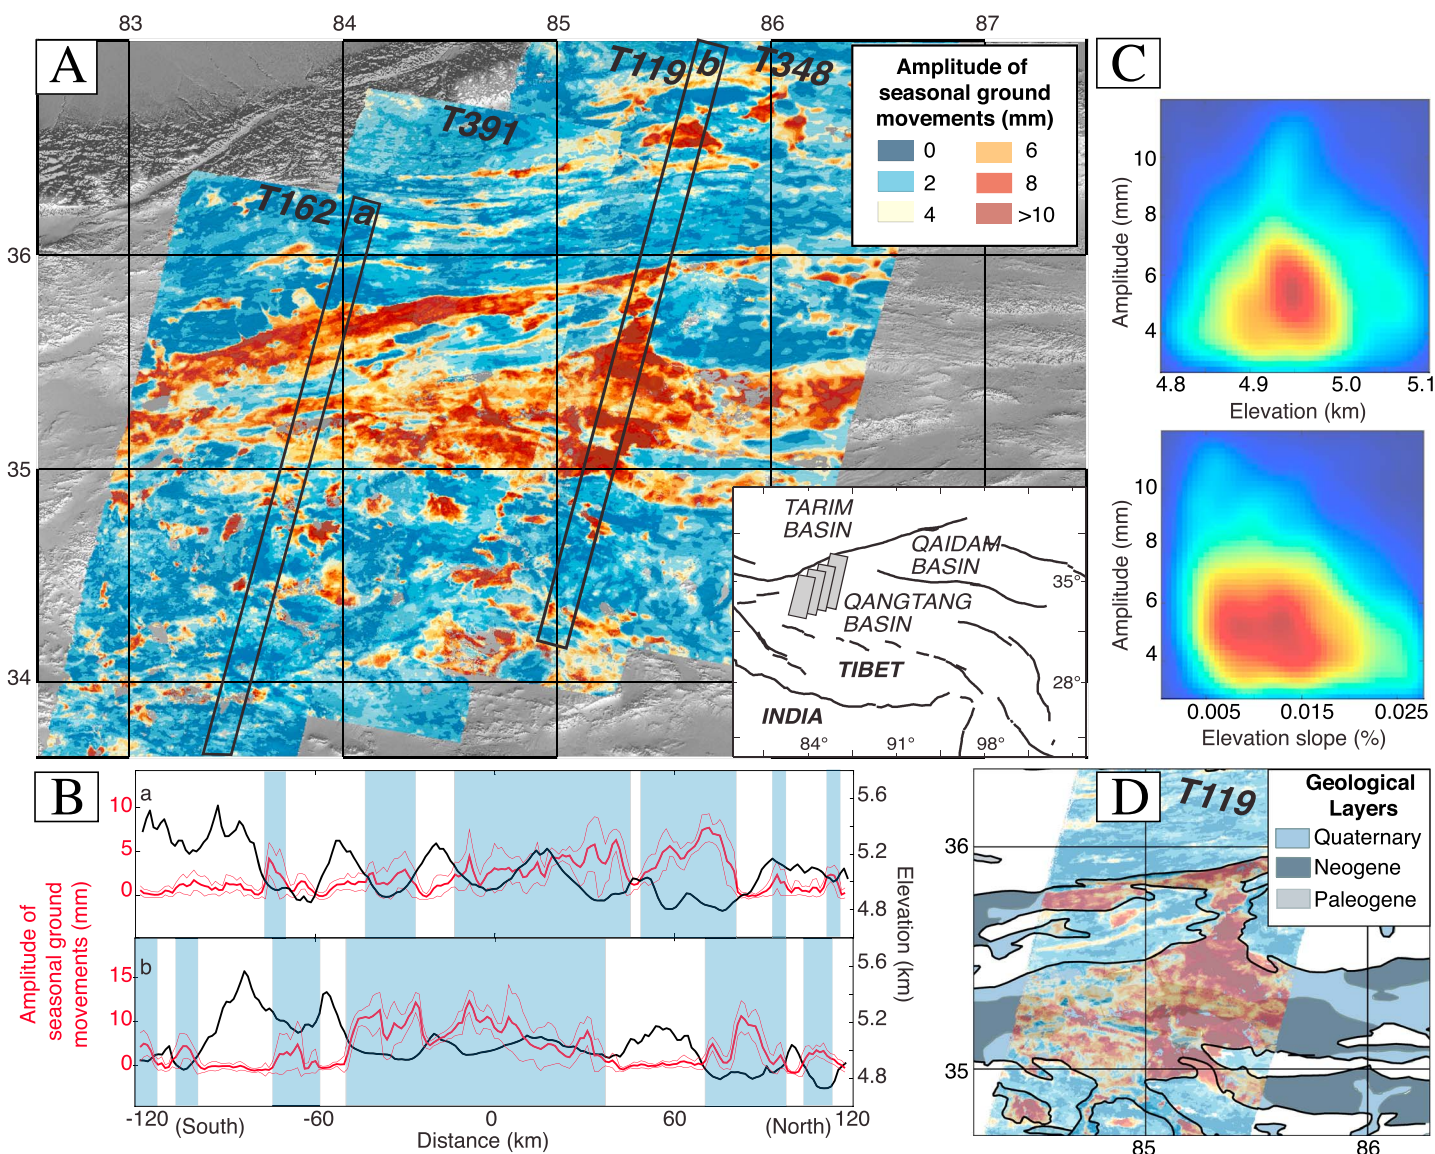 83 84 85 86 87
A
T119 b T348
T391
T162 a
36
35
34
Amplitude of
seasonal ground
movements (mm)
0 6
2 8
4 >10
TARIM
BASIN
QAIDAM
BASIN
QANGTANG
BASIN
TIBET
INDIA
35°
28°
84° 91° 98°
C
10
8
6
4
Amplitude (mm)
4.8 4.9 5.0 5.1
Elevation (km)
10
8
6
4
Amplitude (mm)
0.005 0.015 0.025
Elevation slope (%)
B
a
10
5
0
5.6
5.2
4.8
b
15
10
5
0
5.6
5.2
4.8
Amplitude of
seasonal ground
movements (mm)
Elevation (km)
-120 -60 0 60 120
(South) (North)
Distance (km)
D
T119
Geological
Layers
Quaternary
Neogene
Paleogene
36
35
85 86